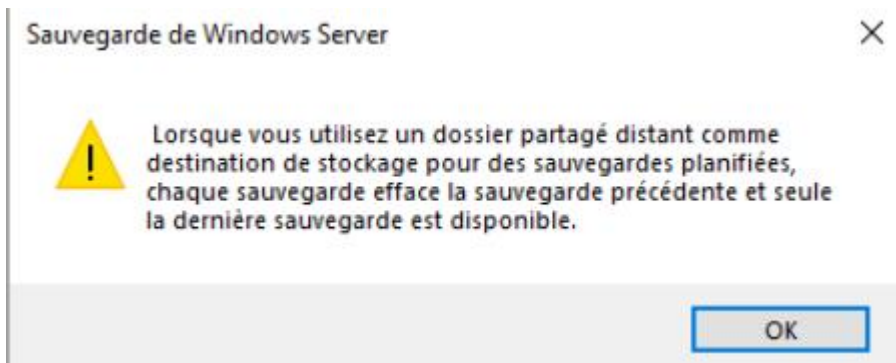 Sauvegarde de Windows Server
Lorsque vous utilisez un dossier partagé distant comme
destination de stockage pour des sauvegardes planifiées,
chaque sauvegarde efface la sauvegarde précédente et seule
la dernière sauvegarde est disponible.
OK